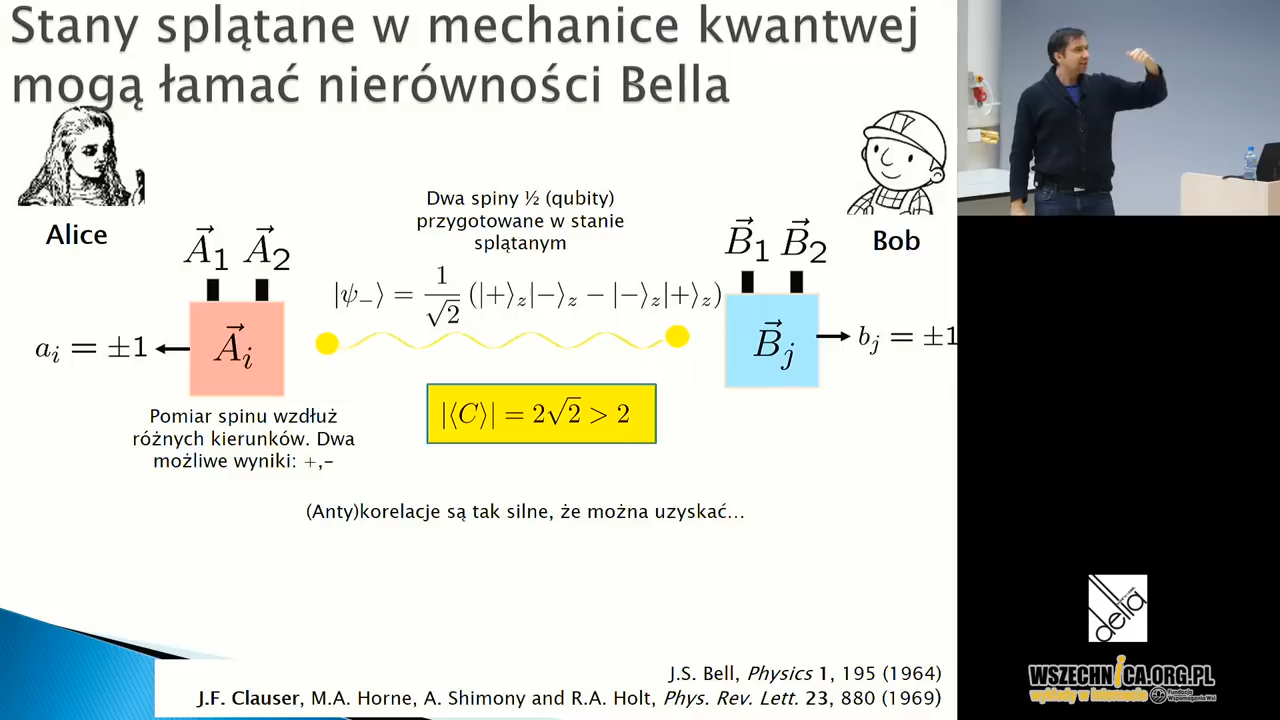 Stany splątane w mechanice kwantwej
mogą łamać nierówności Bella
Alice
Bob
Dwa spiny ½ (qubity)
przygotowane w stanie
splątanym
$\vec{A}_1$ $\vec{A}_2$
$\vec{B}_1$ $\vec{B}_2$
$|\psi_-\rangle = \frac{1}{\sqrt{2}} (|+\rangle_z|-\rangle_z - |-\rangle_z|+\rangle_z)$
$a_i = \pm 1$
$\vec{A}_i$
$\vec{B}_j$
$b_j = \pm 1$
$|\langle C \rangle| = 2\sqrt{2} > 2$
Pomiar spinu wzdłuż
różnych kierunków. Dwa
możliwe wyniki: +,-
(Anty)korelacje są tak silne, że można uzyskać...
J.S. Bell, Physics 1, 195 (1964)
J.F. Clauser, M.A. Horne, A. Shimony and R.A. Holt, Phys. Rev. Lett. 23, 880 (1969)
delta
WSZECHNICA.ORG.PL
wykłady w internecie